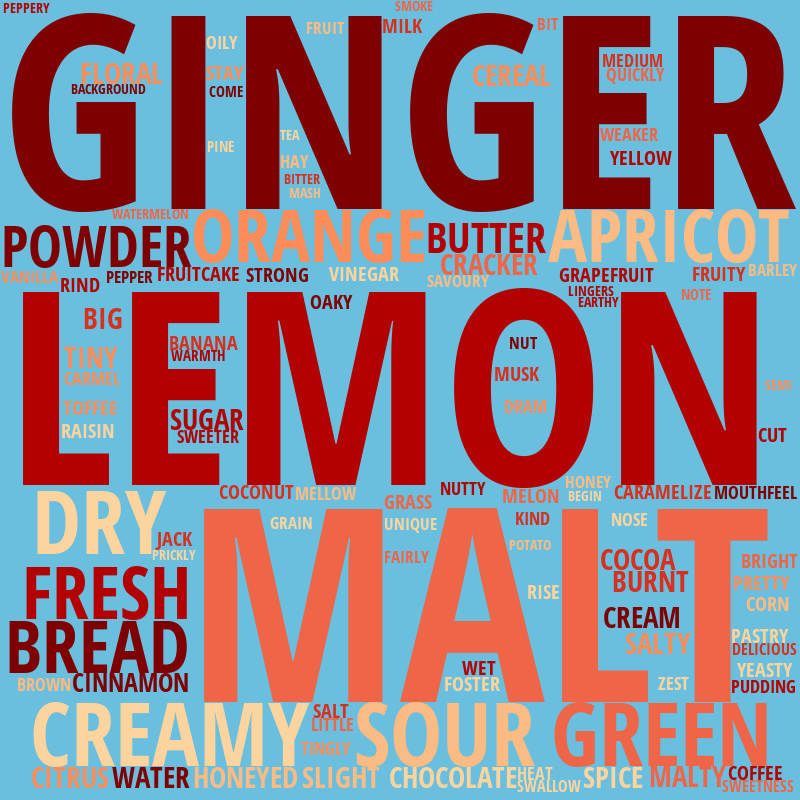 PEPPERY
SMOKE
GINGER
OILY
FRUIT
MILK
BIT
FLORAL
STAY
CEREAL
MEDIUM
QUICKLY
BACKGROUND
COME
PINE
TEA
WEAKER
HAY
YELLOW
BITTER
MASH
WATERMELON
POWDER
ORANGE
BUTTER
APRICOT
CRACKER
VANILLA
RIND
PEPPER
FRUITCAKE
STRONG
VINEGAR
SAVOURY
GRAPEFRUIT
FRUITY
BARLEY
LINGERS
EARTHY
NOTE
LEMON
OAKY
BIG
BANANA
WARMTH
NUT
TINY
CARMEL
MUSK
TOFFEE
DRAM
SUGAR
RAISIN
SWEETER
CUT
COCONUT
MELLOW
NUTTY
GRASS
MELON
HONEY
BEGIN
CARAMELIZE
MOUTHFEEL
DRY
MALT
GRAIN
UNIQUE
KIND
NOSE
JACK
PRICKLY
FAIRLY
POTATO
COCOA
BRIGHT
FRESH
BURNT
PRETTY
RISE
CORN
CREAM
BREAD
SALTY
PASTRY
DELICIOUS
WET
YEASTY
BROWN
CINNAMON
FOSTER
ZEST
PUDDING
CREAMY
SALT
LITTLE
SOUR
GREEN
TINGLY
CITRUS
WATER
HONEYED
SLIGHT
CHOCOLATE
HEAT
SWALLOW
SPICE
MALTY
COFFEE
SWEETNESS